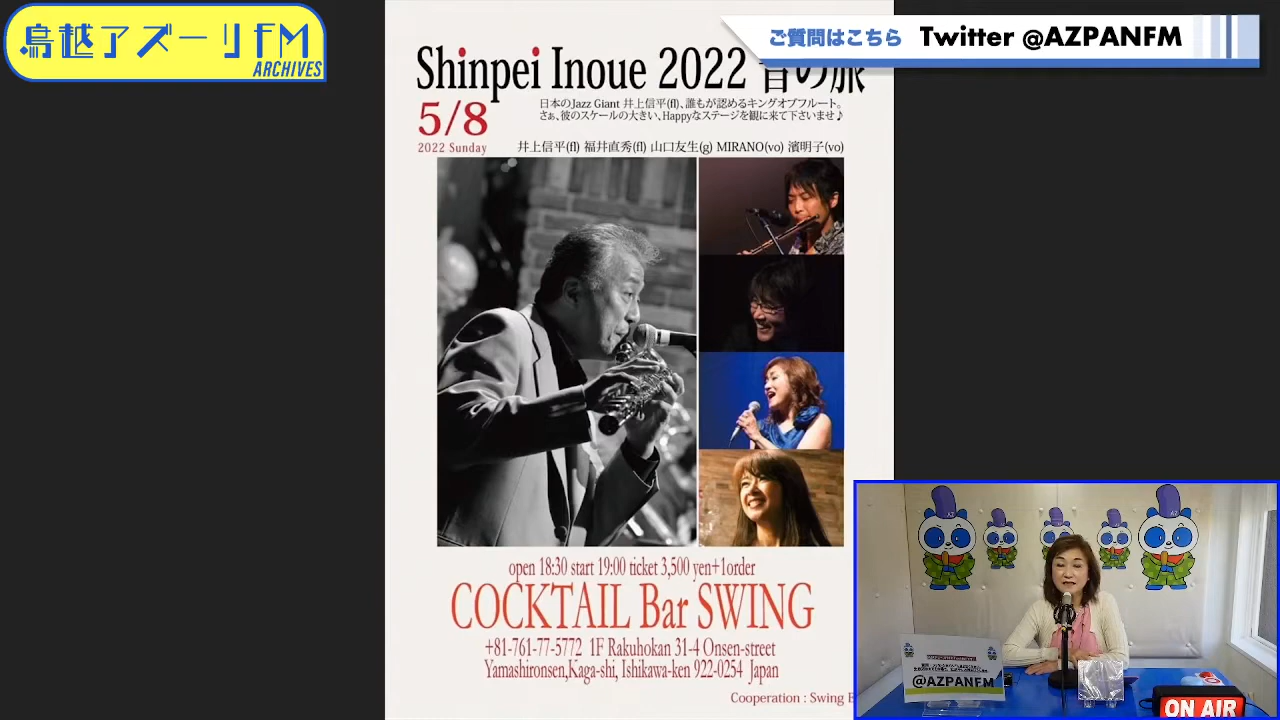 鳥越アズーリFM
ARCHIVES
ご質問はこちら Twitter @AZPANFM
Shinpei Inoue 2022 音の旅
5/8
2022 Sunday
日本のJazz Giant 井上信平(fl)、誰もが認めるキングオブフルート。
さぁ、彼のスケールの大きい、Happyなステージを観に来て下さいませ♪
井上信平(fl) 福井直秀(fl) 山口友生(g) MIRANO(vo) 濱明子(vo)
open 18:30 start 19:00 ticket 3,500 yen+1order
COCKTAIL Bar SWING
+81-761-77-5772 1F Rakuhokan 31-4 Onsen-street
Yamashironsen,Kaga-shi, Ishikawa-ken 922-0254 Japan
Cooperation : Swing
@AZPANFM
ON AIR